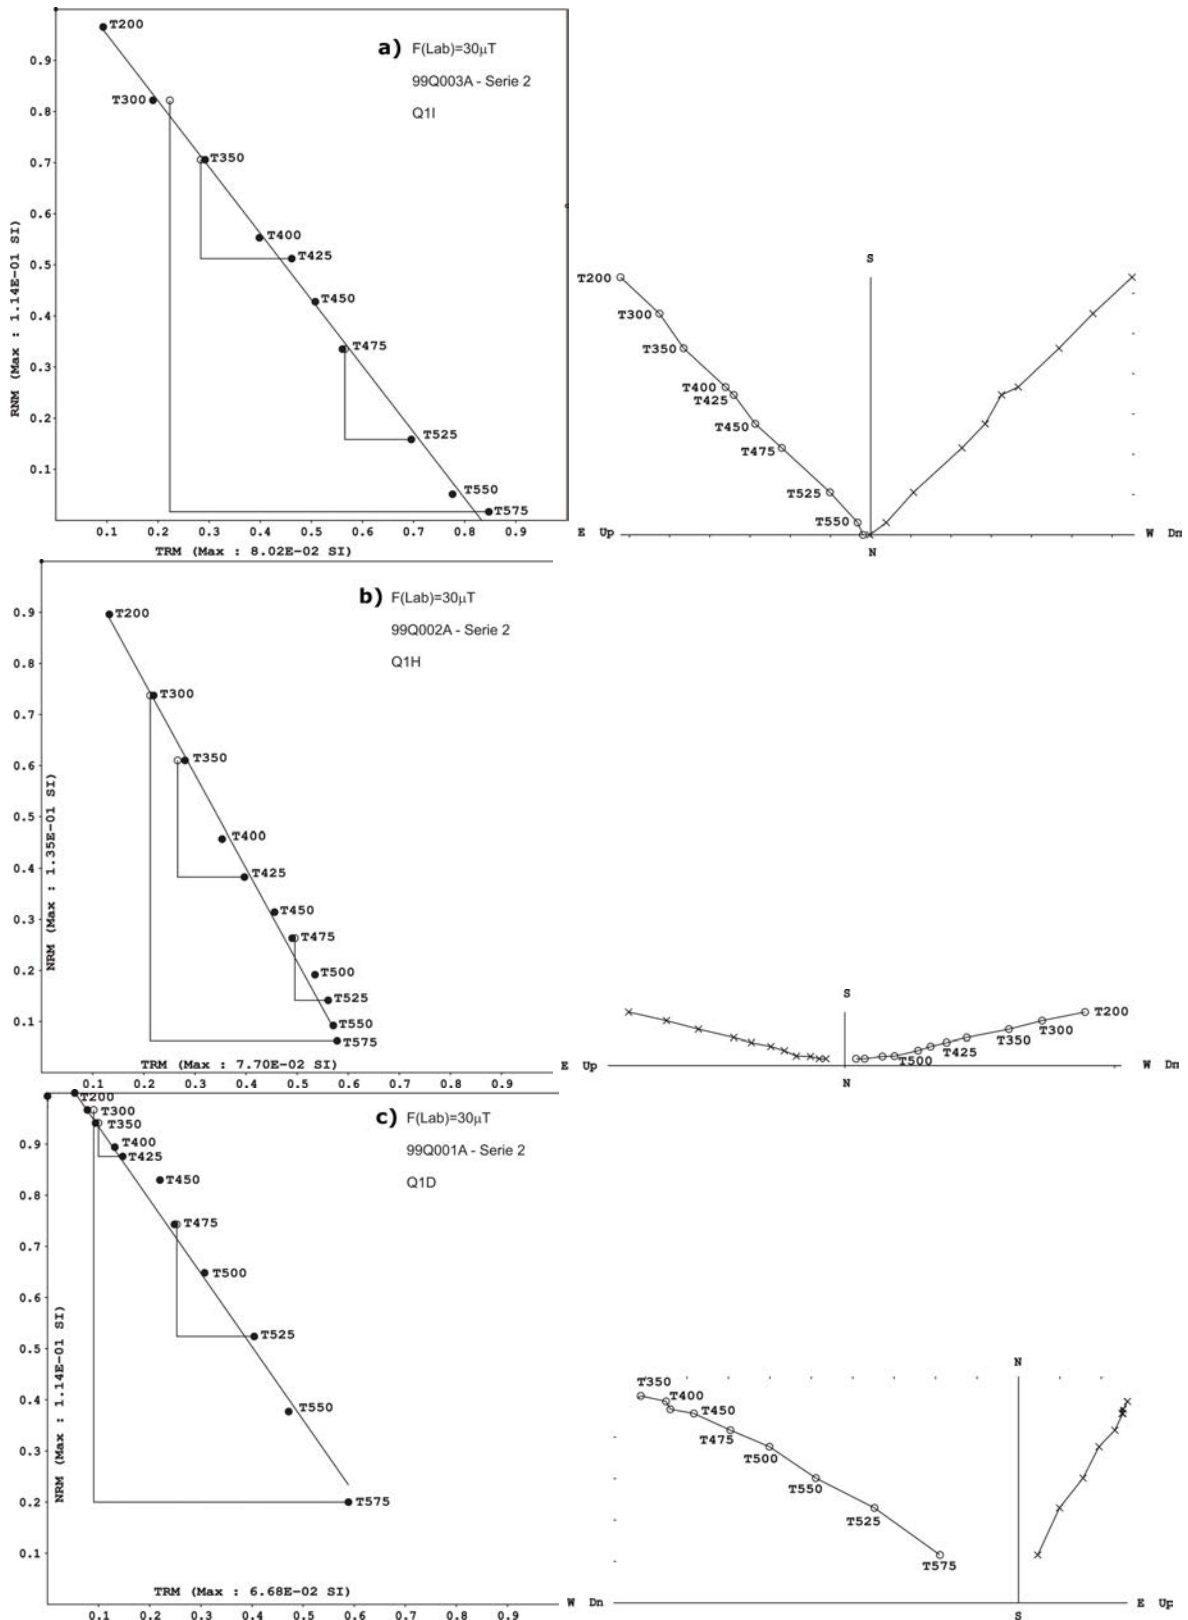 a) F(Lab)=30µT
99Q003A - Serie 2
Q1I
RNM (Max : 1.14E-01 SI)
0.9
0.8
0.7
0.6
0.5
0.4
0.3
0.2
0.1
T200
T300
T350
T400
T425
T450
T475
T525
T550
T575
0.1 0.2 0.3 0.4 0.5 0.6 0.7 0.8 0.9
TRM (Max : 8.02E-02 SI)
S
T200
T300
T350
T400
T425
T450
T475
T525
T550
E Up
W Dn
N
b) F(Lab)=30µT
99Q002A - Serie 2
Q1H
NRM (Max : 1.35E-01 SI)
0.9
0.8
0.7
0.6
0.5
0.4
0.3
0.2
0.1
T200
T300
T350
T400
T425
T450
T475
T500
T525
T550
T575
TRM (Max : 7.70E-02 SI)
0.1 0.2 0.3 0.4 0.5 0.6 0.7 0.8 0.9
S
T200
T300
T350
T425
T500
E Up
W Dn
N
c) F(Lab)=30µT
99Q001A - Serie 2
Q1D
NRM (Max : 1.14E-01 SI)
0.9
0.8
0.7
0.6
0.5
0.4
0.3
0.2
0.1
T200
T300
T350
T400
T425
T450
T475
T500
T525
T550
T575
TRM (Max : 6.68E-02 SI)
0.1 0.2 0.3 0.4 0.5 0.6 0.7 0.8 0.9
N
T350
T400
T450
T475
T500
T550
T525
T575
W Dn
E Up
S